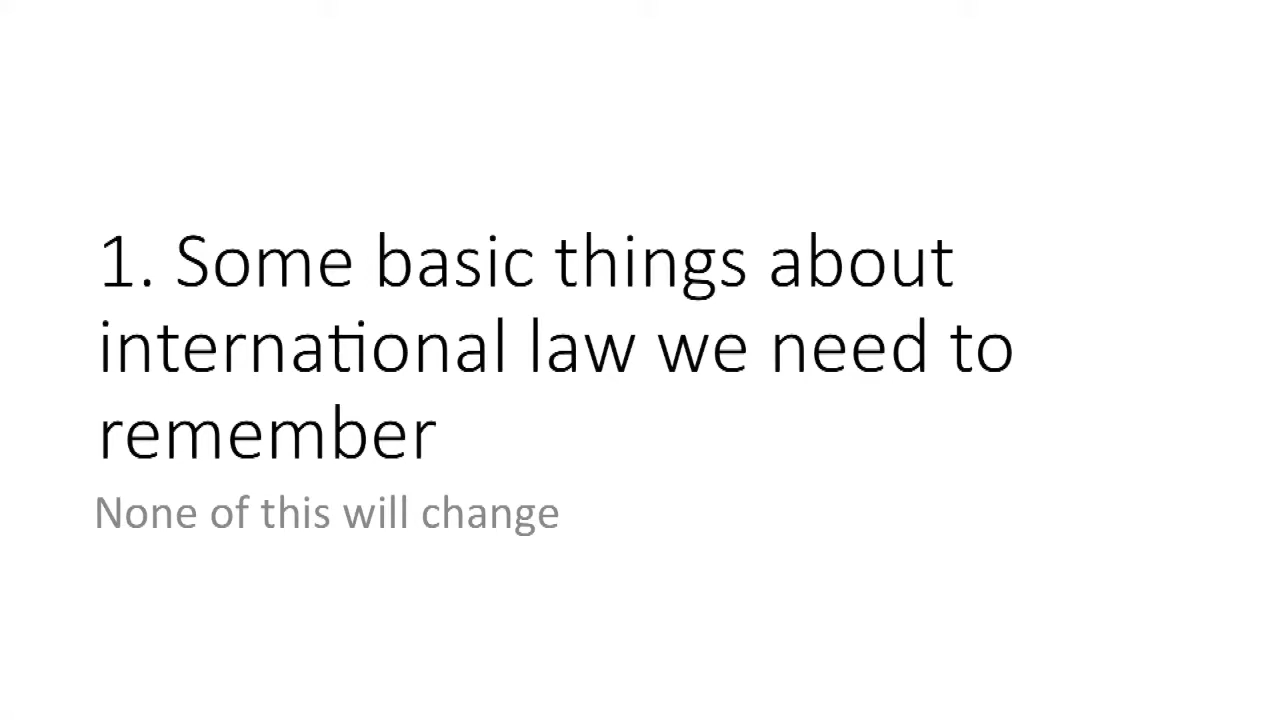 1. Some basic things about
international law we need to
remember
None of this will change